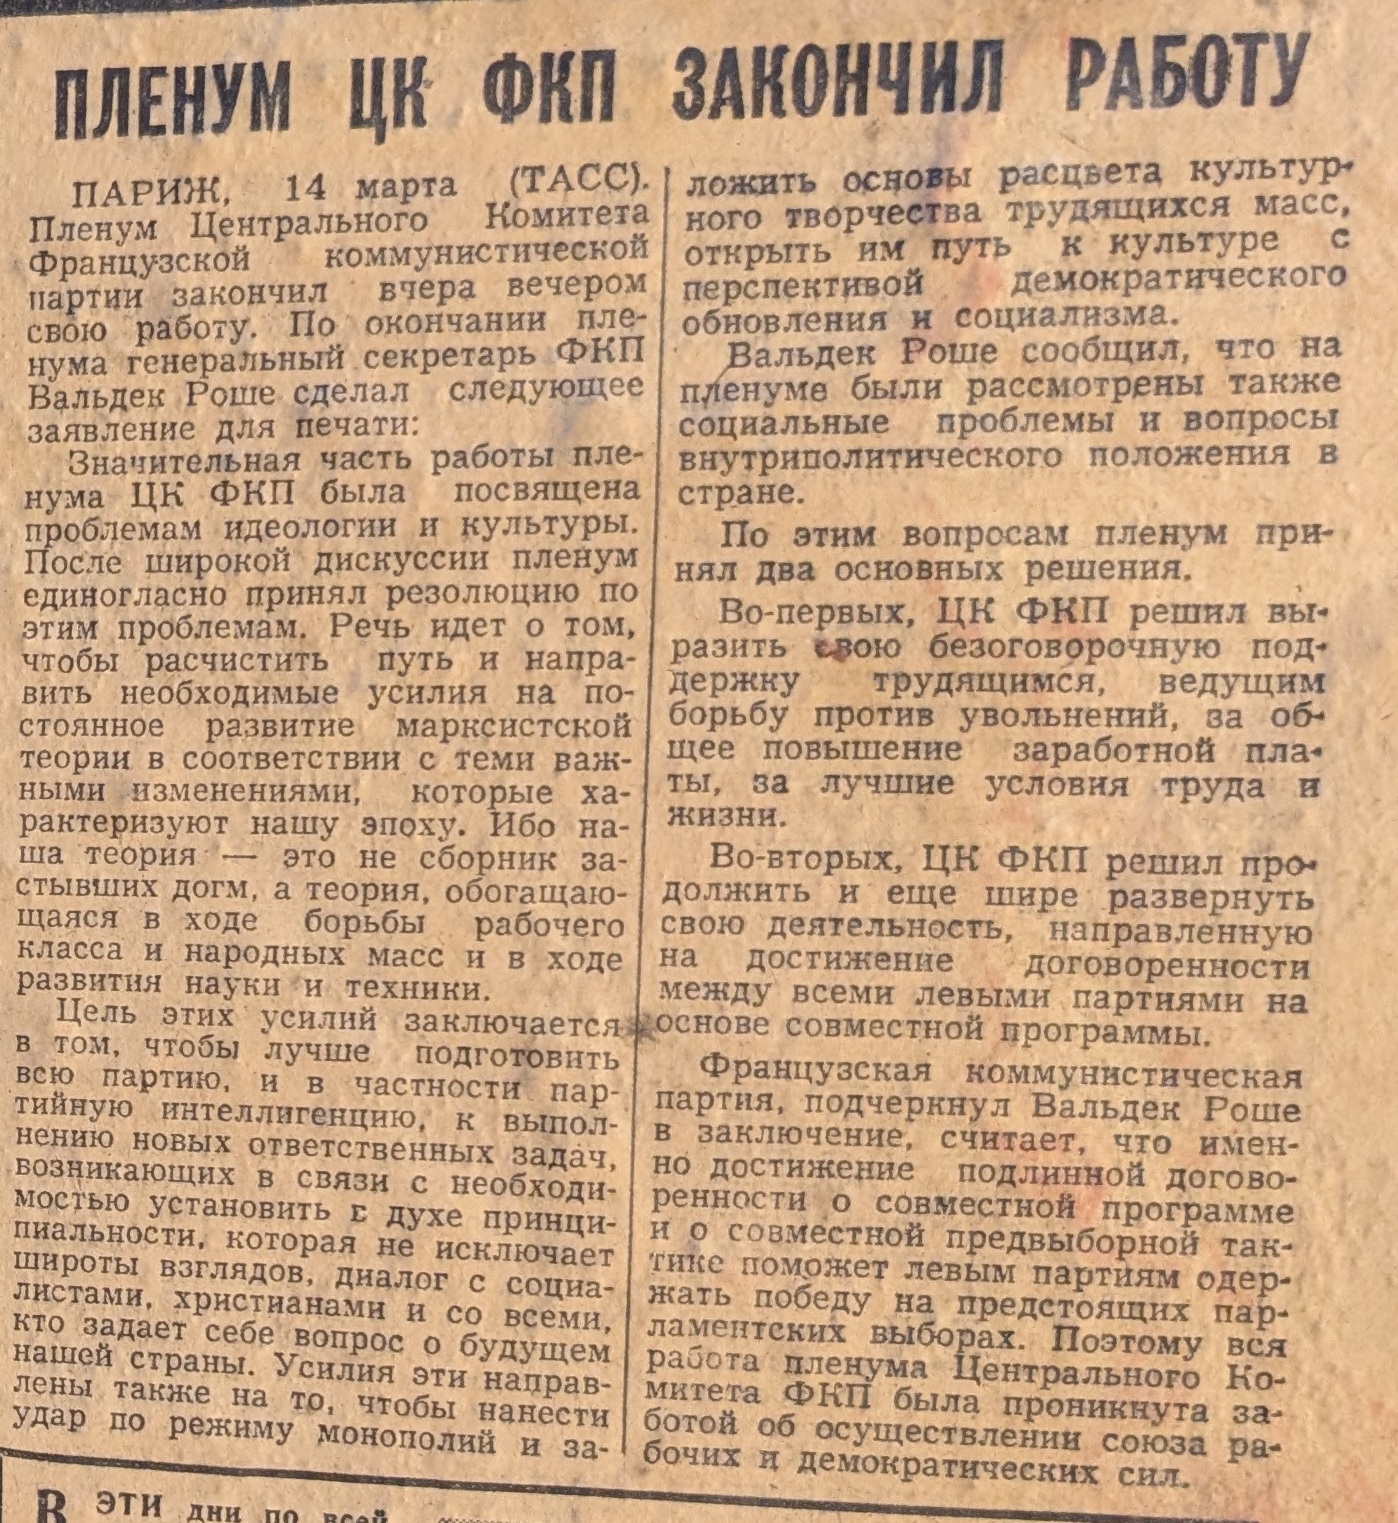 ПЛЕНУМ ЦК ФКП ЗАКОНЧИЛ РАБОТУ
ПАРИЖ, 14 марта (ТАСС).
Пленум Центрального Комитета
Французской коммунистической
партии закончил вчера вечером
свою работу. По окончании пле-
нума генеральный секретарь ФКП
Вальдек Роше сделал следующее
заявление для печати:
Значительная часть работы пле-
нума ЦК ФКП была посвящена
проблемам идеологии и культуры.
После широкой дискуссии пленум
единогласно принял резолюцию по
этим проблемам. Речь идет о том,
чтобы расчистить путь и напра-
вить необходимые усилия на по-
стоянное развитие марксистской
теории в соответствии с теми важ-
ными изменениями, которые ха-
рактеризуют нашу эпоху. Ибо на-
ша теория — это не сборник за-
стывших догм, а теория, обогащаю-
щаяся в ходе борьбы рабочего
класса и народных масс и в ходе
развития науки и техники.
Цель этих усилий заключается
в том, чтобы лучше подготовить
всю партию, и в частности пар-
тийную интеллигенцию, к выпол-
нению новых ответственных задач,
возникающих в связи с необходи-
мостью установить в духе принци-
пиальности, которая не исключает
широты взглядов, диалог с социа-
листами, христианами и со всеми,
кто задает себе вопрос о будущем
нашей страны. Усилия эти направ-
лены также на то, чтобы нанести
удар по режиму монополий и за-
ложить основы расцвета культур-
ного творчества трудящихся масс,
открыть им путь к культуре с
перспективой демократического
обновления и социализма.
Вальдек Роше сообщил, что на
пленуме были рассмотрены также
социальные проблемы и вопросы
внутриполитического положения в
стране.
По этим вопросам пленум при-
нял два основных решения.
Во-первых, ЦК ФКП решил вы-
разить свою безоговорочную под-
держку трудящимся, ведущим
борьбу против увольнений, за об-
щее повышение заработной пла-
ты, за лучшие условия труда и
жизни.
Во-вторых, ЦК ФКП решил про-
должить и еще шире развернуть
свою деятельность, направленную
на достижение договоренности
между всеми левыми партиями на
основе совместной программы.
Французская коммунистическая
партия, подчеркнул Вальдек Роше
в заключение, считает, что имен-
но достижение подлинной догово-
ренности о совместной программе
и о совместной предвыборной так-
тике поможет левым партиям одер-
жать победу на предстоящих пар-
ламентских выборах. Поэтому вся
работа пленума Центрального Ко-
митета ФКП была проникнута за-
ботой об осуществлении союза ра-
бочих и демократических сил.
В ЭТИ дни по всей